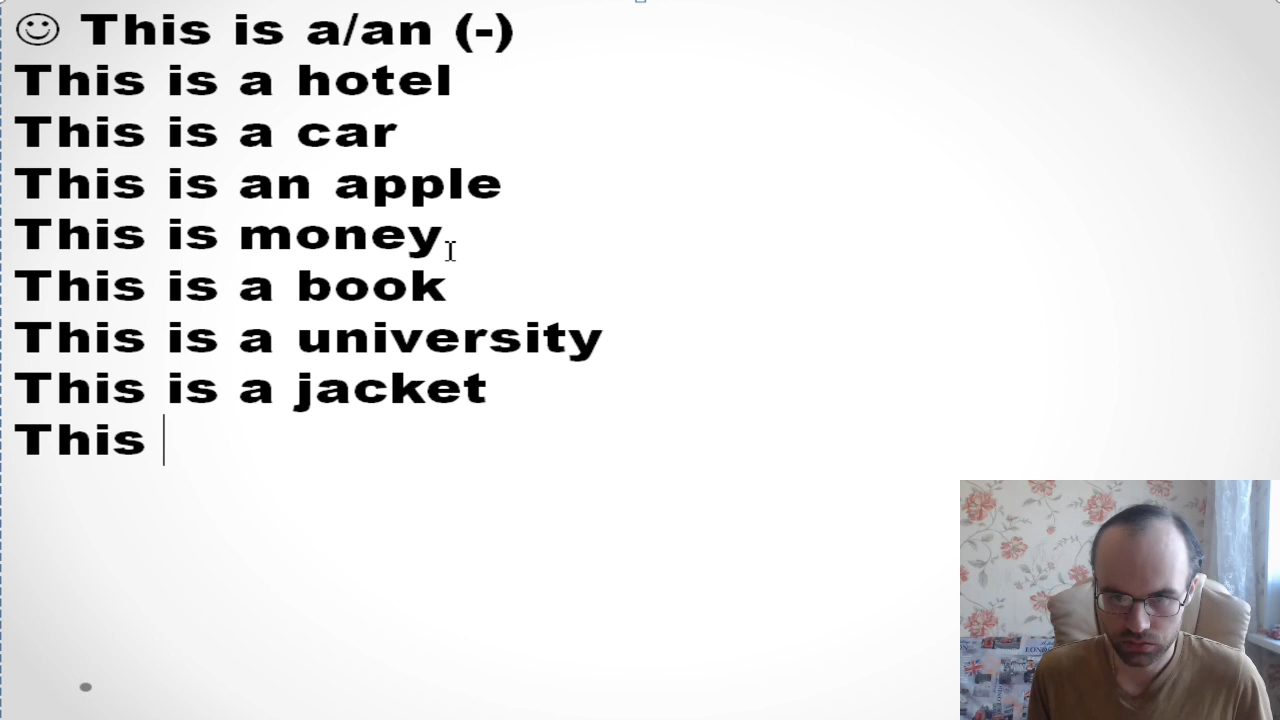 ☺ This is a/an (-)
This is a hotel
This is a car
This is an apple
This is money
This is a book
This is a university
This is a jacket
This
LONDON